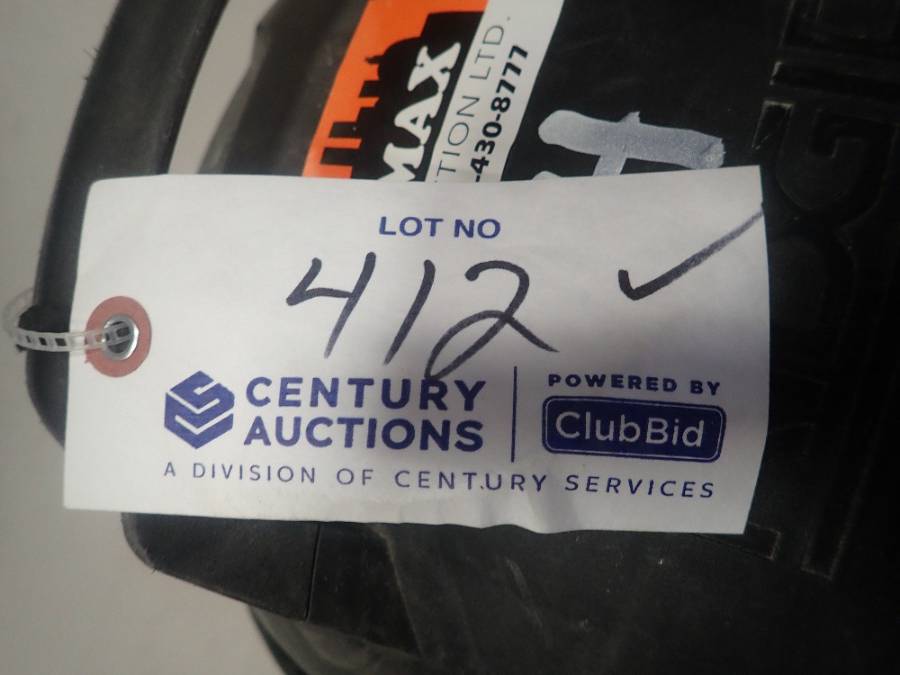 MAX
TION LTD.
-430-8777
LOT NO
412
CENTURY
AUCTIONS
POWERED BY
ClubBid
A DIVISION OF CENTURY SERVICES